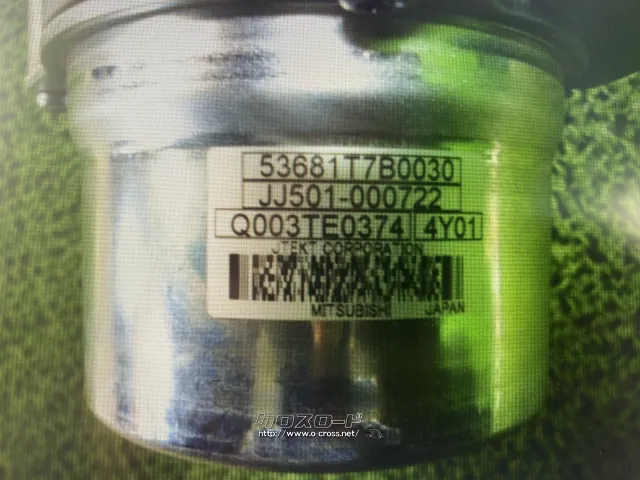 53681T7B0030
JJ501-000722
Q003TE0374 4Y01
JTEKT CORPORATION
MITSUBISHI JAPAN
クロスロード
http://www.o-cross.net/